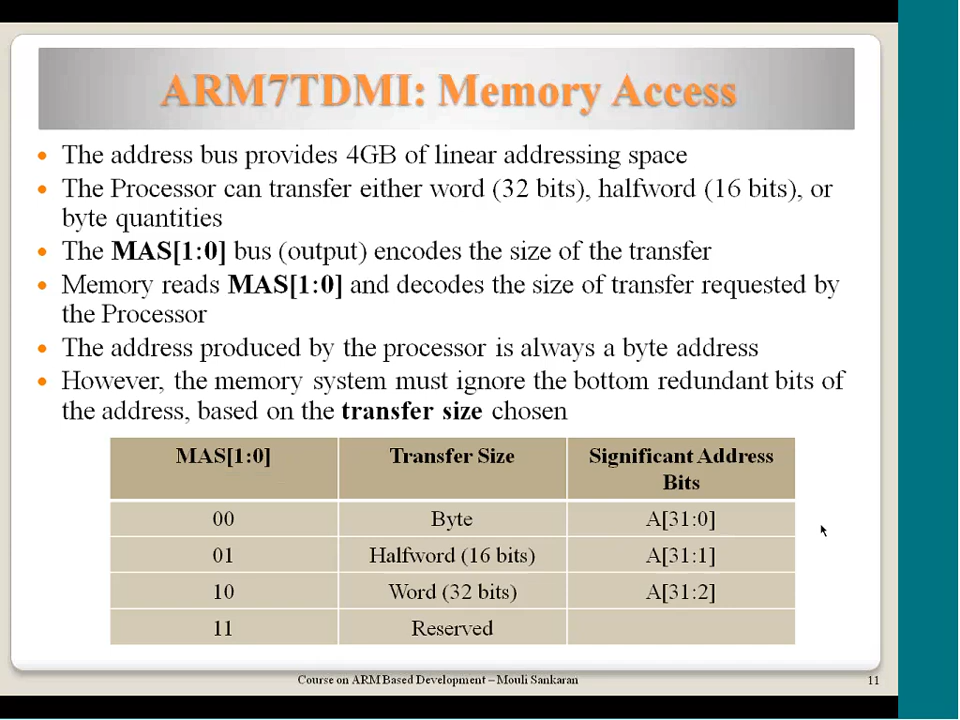 ARM7TDMI: Memory Access
The address bus provides 4GB of linear addressing space
The Processor can transfer either word (32 bits), halfword (16 bits), or
byte quantities
The MAS[1:0] bus (output) encodes the size of the transfer
Memory reads MAS[1:0] and decodes the size of transfer requested by
the Processor
The address produced by the processor is always a byte address
However, the memory system must ignore the bottom redundant bits of
the address, based on the transfer size chosen
MAS[1:0] Transfer Size Significant Address
Bits
00 Byte A[31:0]
01 Halfword (16 bits) A[31:1]
10 Word (32 bits) A[31:2]
11 Reserved
Course on ARM Based Development – Mouli Sankaran 11